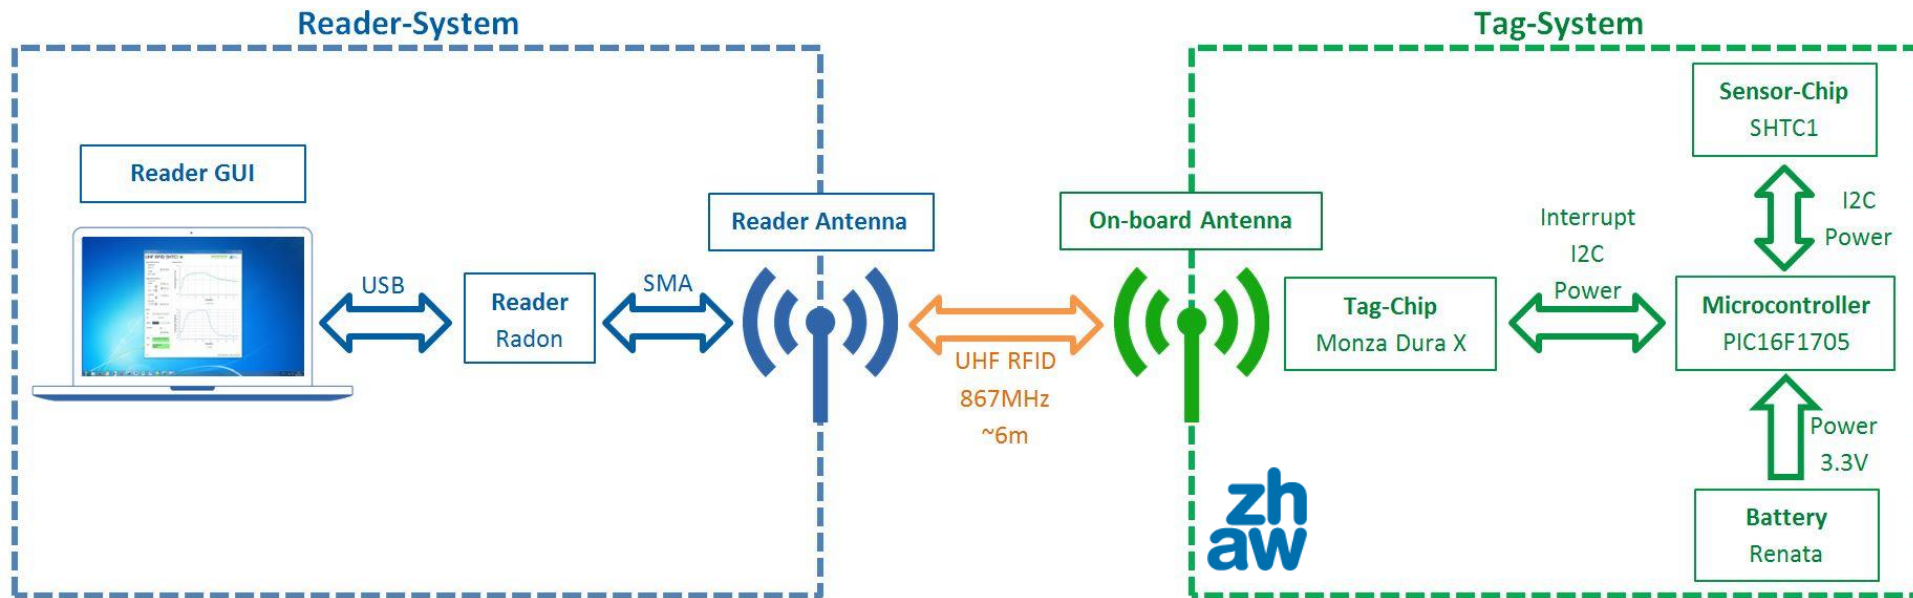 Reader-System
Tag-System
Reader GUI
USB
Reader
Radon
SMA
Reader Antenna
UHF RFID
867MHz
~6m
On-board Antenna
Tag-Chip
Monza Dura X
Interrupt
I2C
Power
Sensor-Chip
SHTC1
I2C
Power
Microcontroller
PIC16F1705
Power
3.3V
Battery
Renata
zh
aw